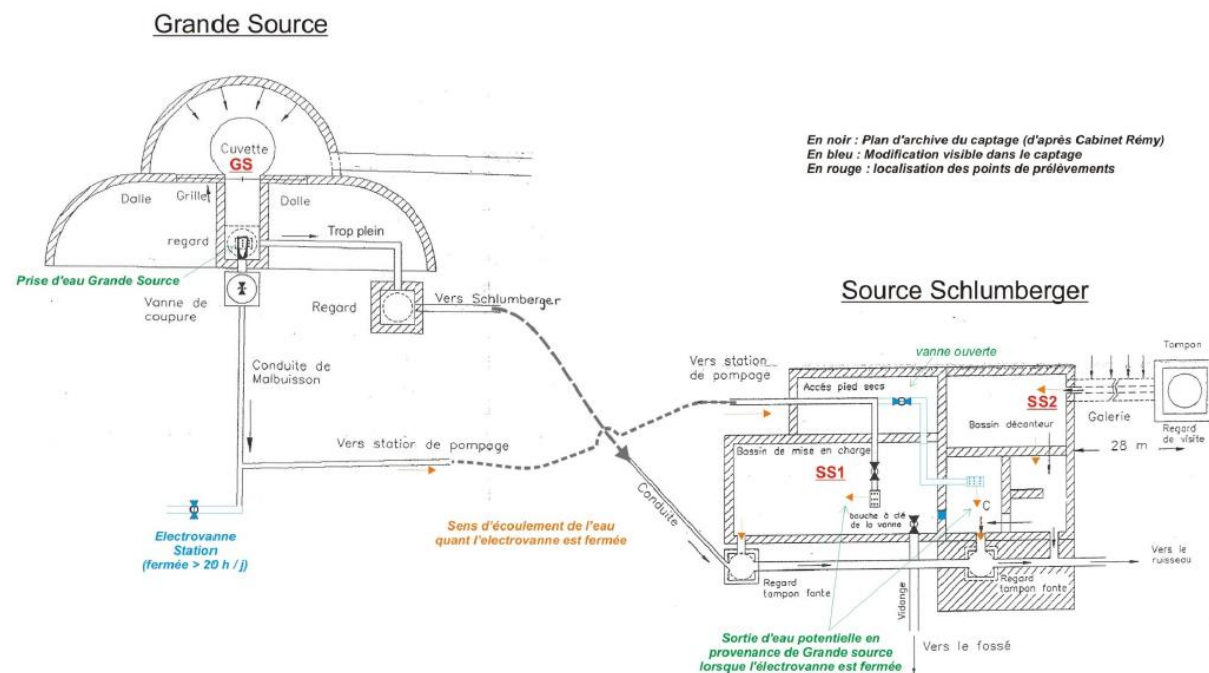 Grande Source
Cuvette
GS
Dalle
Grille
Dalle
regard
Trop plein
Prise d'eau Grande Source
Vanne de
coupure
Regard
Vers Schlumberger
Conduite de
Malbuisson
Vers station de pompage
Electrovanne
Station
(fermée > 20 h / j)
Sens d'écoulement de l'eau
quant l'electrovanne est fermée
En noir : Plan d'archive du captage (d'après Cabinet Rémy)
En bleu : Modification visible dans le captage
En rouge : localisation des points de prélèvements
Source Schlumberger
Vers station
de pompage
vanne ouverte
Tampon
Accés pied secs
SS2
Galerie
Regard
de visite
Bassin décanteur
28 m
Bassin de mise en charge
SS1
C
bouche à clé
de la vanne
Conduite
Regard
tampon fonte
Regard
tampon fonte
Vers le
ruisseau
Vidange
Sortie d'eau potentielle en
provenance de Grande source
lorsque l'électrovanne est fermée
Vers le fossé